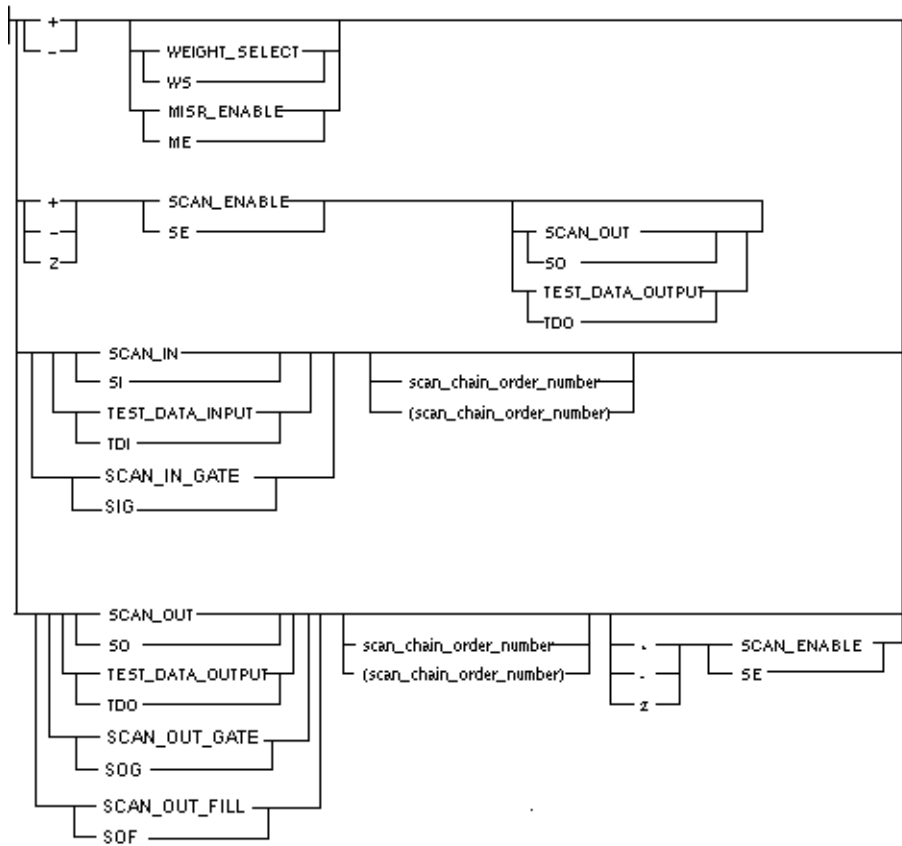 +
-
WEIGHT_SELECT
WS
MISR_ENABLE
ME
+
-
Z
SCAN_ENABLE
SE
SCAN_OUT
SO
TEST_DATA_OUTPUT
TDO
SCAN_IN
SI
TEST_DATA_INPUT
TDI
SCAN_IN_GATE
SIG
scan_chain_order_number
(scan_chain_order_number)
SCAN_OUT
SO
TEST_DATA_OUTPUT
TDO
SCAN_OUT_GATE
SOG
SCAN_OUT_FILL
SOF
scan_chain_order_number
(scan_chain_order_number)
-
Z
SCAN_ENABLE
SE